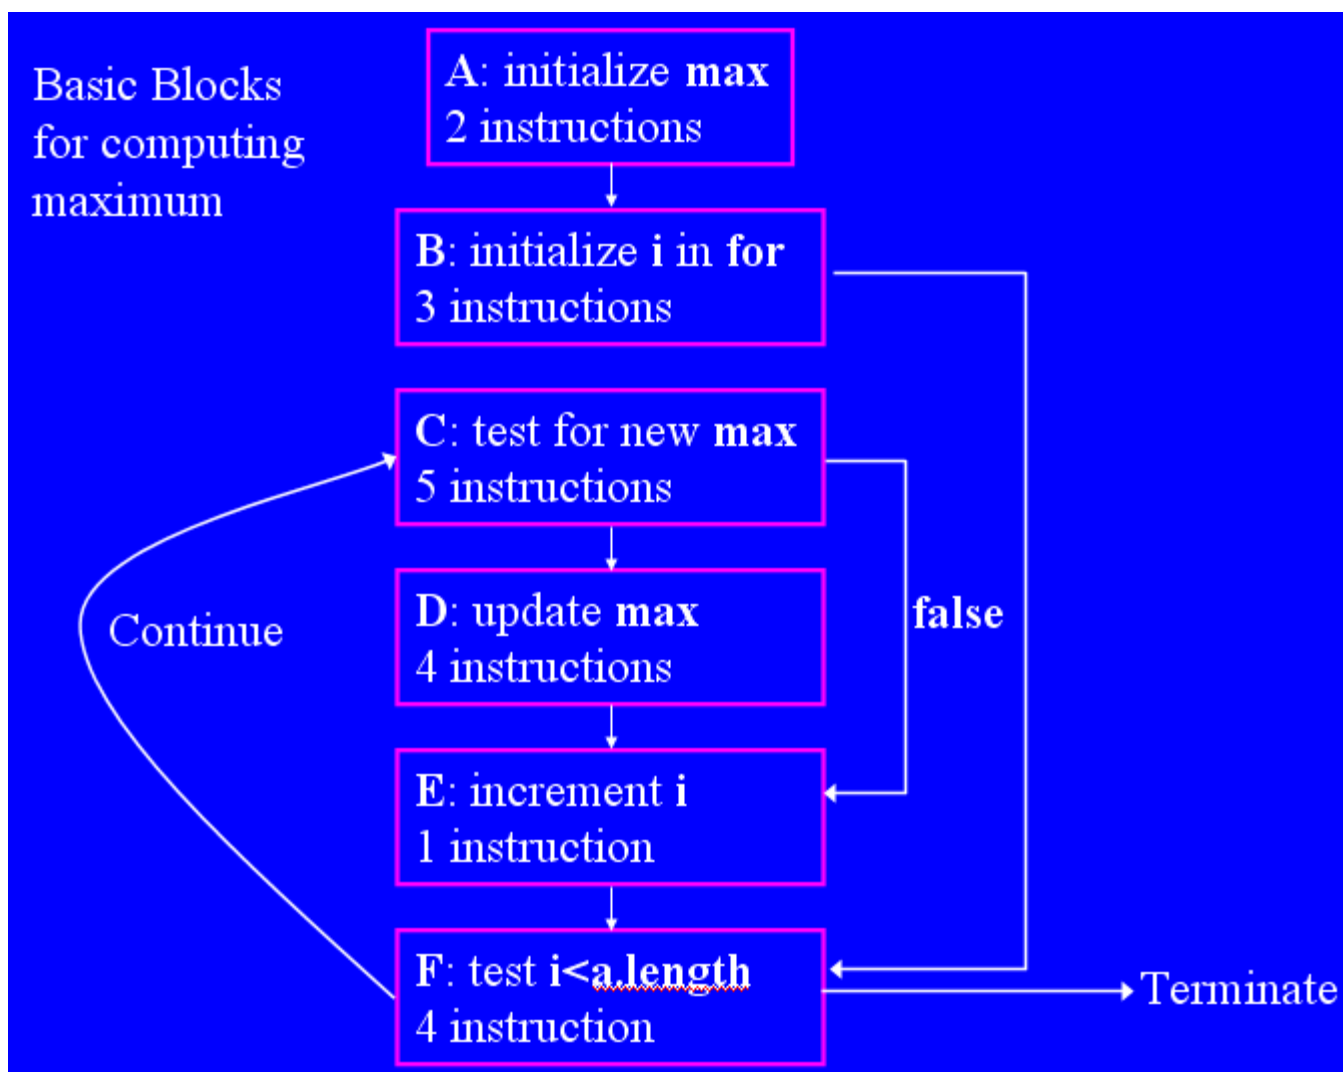 Basic Blocks
for computing
maximum
A: initialize max
2 instructions
B: initialize i in for
3 instructions
C: test for new max
5 instructions
D: update max
4 instructions
false
Continue
E: increment i
1 instruction
F: test i<a.length
4 instruction
Terminate